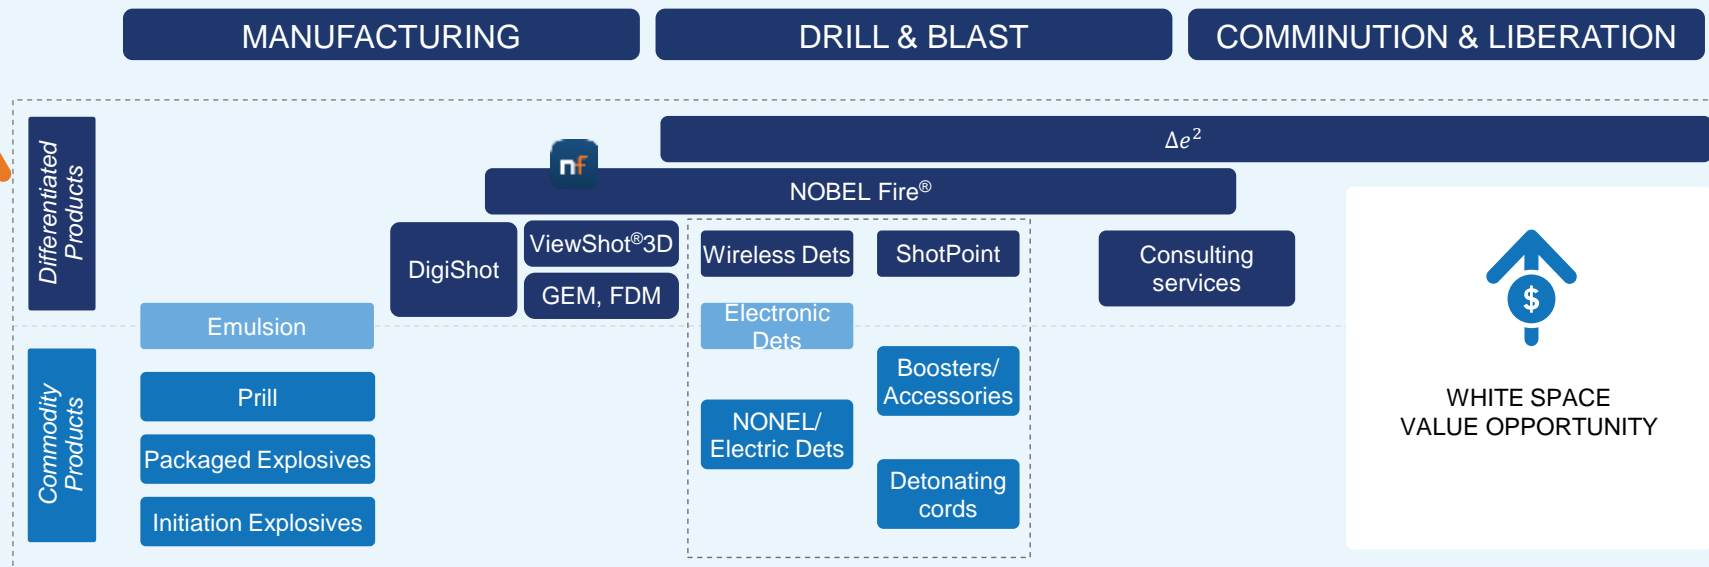 MANUFACTURING
DRILL & BLAST
COMMINUTION & LIBERATION
Differentiated
Products
Δe²
nf
NOBEL Fire®
DigiShot
ViewShot®3D
GEM, FDM
Wireless Dets
ShotPoint
Consulting
services
Emulsion
Electronic
Dets
$
Commodity
Products
Prill
Packaged Explosives
Initiation Explosives
NONEL/
Electric Dets
Boosters/
Accessories
Detonating
cords
WHITE SPACE
VALUE OPPORTUNITY